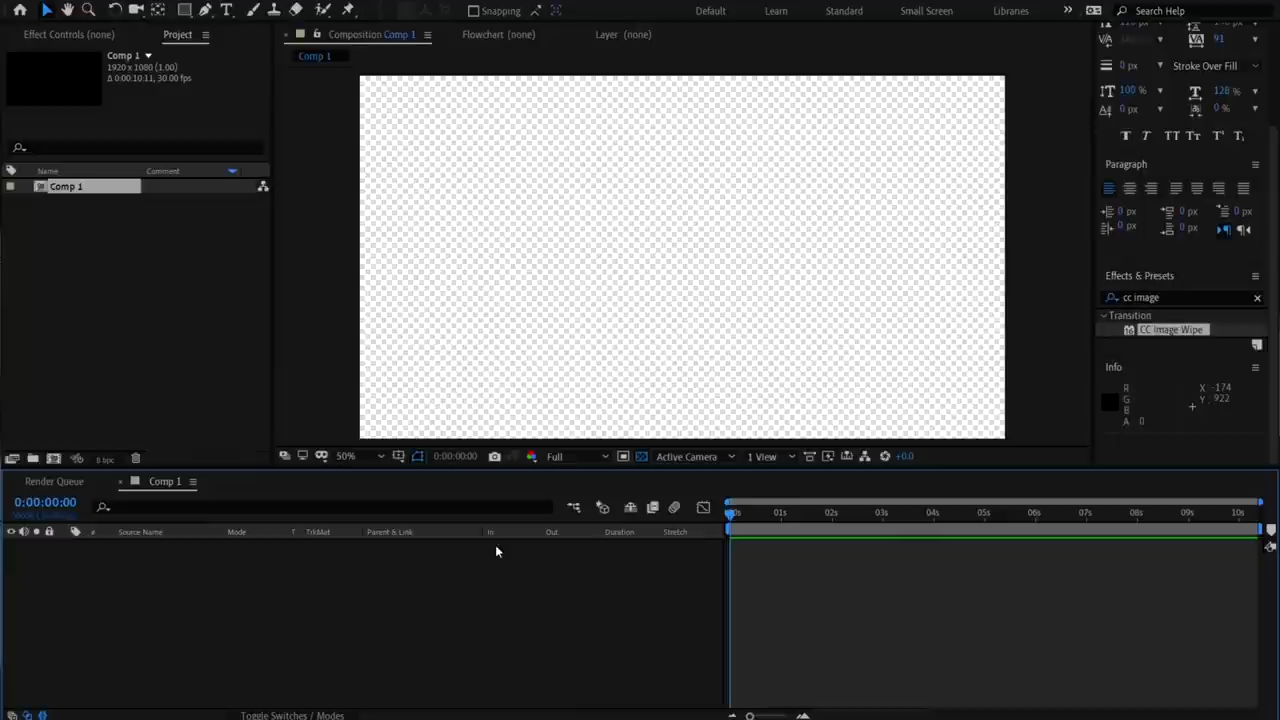 Snapping
Default
Learn
Standard
Small Screen
Libraries
Search Help
Effect Controls (none)
Project
Composition Comp 1
Flowchart (none)
Layer (none)
Comp 1
1920 x 1080 (1.00)
Δ 0:00:10.11, 30.00 fps
Comp 1
91
0 px
Stroke Over Fill
100 %
128 %
0 px
0 %
T T TT Tt T' T,
Paragraph
0 px
0 px
0 px
0 px
0 px
Name
Comment
Comp 1
Effects & Presets
cc image
Transition
CC Image Wipe
Info
R
G
B
A 0
X -174
Y 922
8 bpc
50%
0:00:00:00
Full
Active Camera
1 View
+0.0
Render Queue
Comp 1
0:00:00:00
# Source Name
Mode
T TrkMat
Parent & Link
In
Out
Duration
Stretch
01s
02s
03s
04s
05s
06s
07s
08s
09s
10s
Toggle Switches / Modes